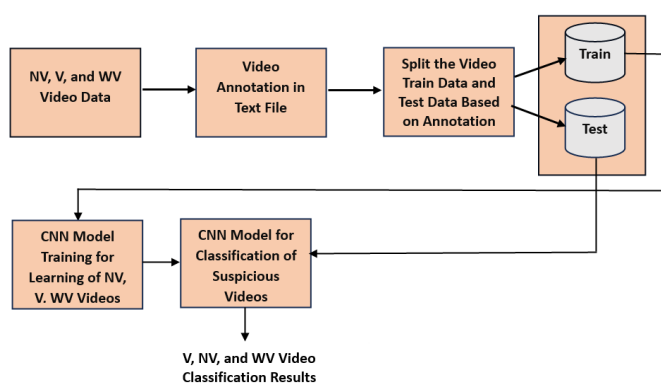 NV, V, and WV
Video Data
Video
Annotation in
Text File
Split the Video
Train Data and
Test Data Based
on Annotation
Train
Test
CNN Model
Training for
Learning of NV,
V. WV Videos
CNN Model for
Classification of
Suspicious
Videos
V, NV, and WV Video
Classification Results